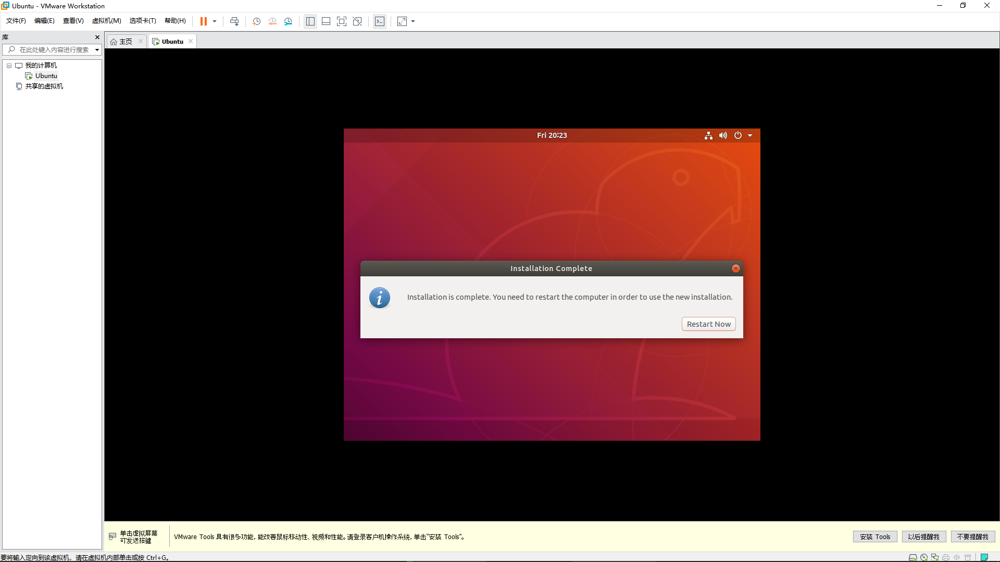 Ubuntu - VMware Workstation
文件(F) 编辑(E) 查看(V) 虚拟机(M) 选项卡(T) 帮助(H)
库
在此处键入内容进行搜索
我的计算机
Ubuntu
共享的虚拟机
主页
Ubuntu
Fri 20:23
Installation Complete
Installation is complete. You need to restart the computer in order to use the new installation.
Restart Now
单击虚拟屏幕
可发送按键
VMware Tools 具有很多功能，能改善鼠标移动性、视频和性能。请登录客户机操作系统，单击“安装 Tools”。
安装 Tools
以后提醒我
不要提醒我
要将输入定向到该虚拟机，请在虚拟机内部单击或按 Ctrl+G。